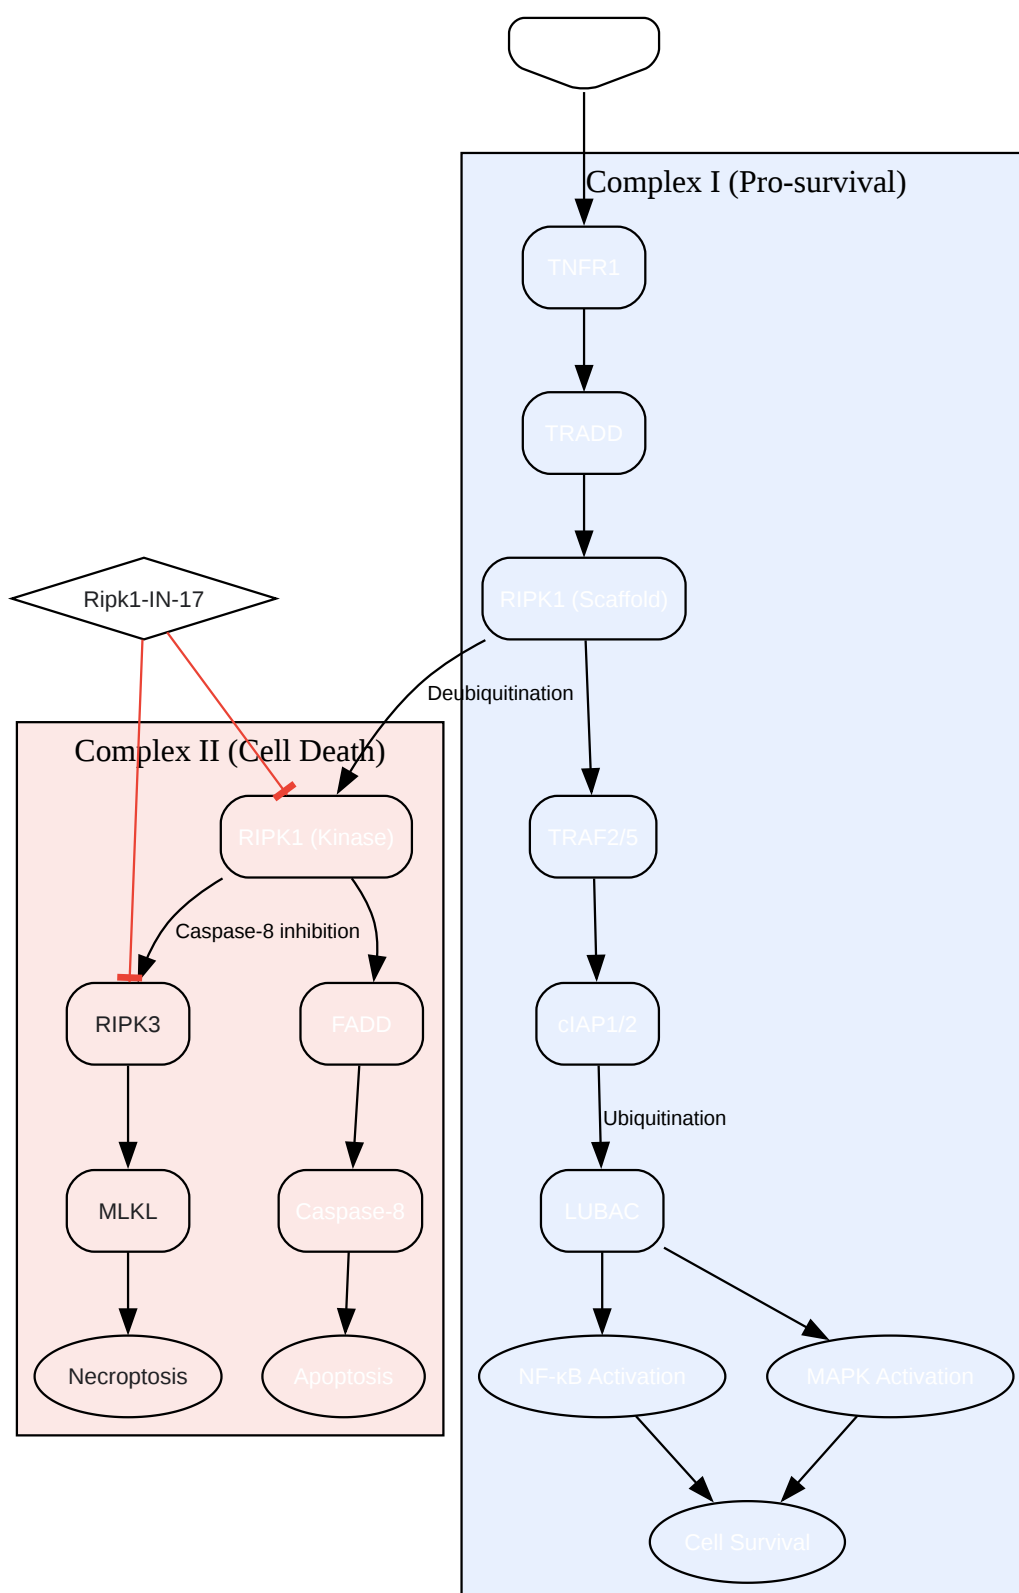 Complex I (Pro-survival)
TNFR1
TRADD
Ripk1-IN-17
RIPK1 (Scaffold)
Deubiquitination
Complex II (Cell Death)
RIPK1 (Kinase)
TRAF2/5
Caspase-8 inhibition
RIPK3
FADD
cIAP1/2
Ubiquitination
MLKL
Caspase-8
LUBAC
Necroptosis
Apoptosis
NF-κB Activation
MAPK Activation
Cell Survival